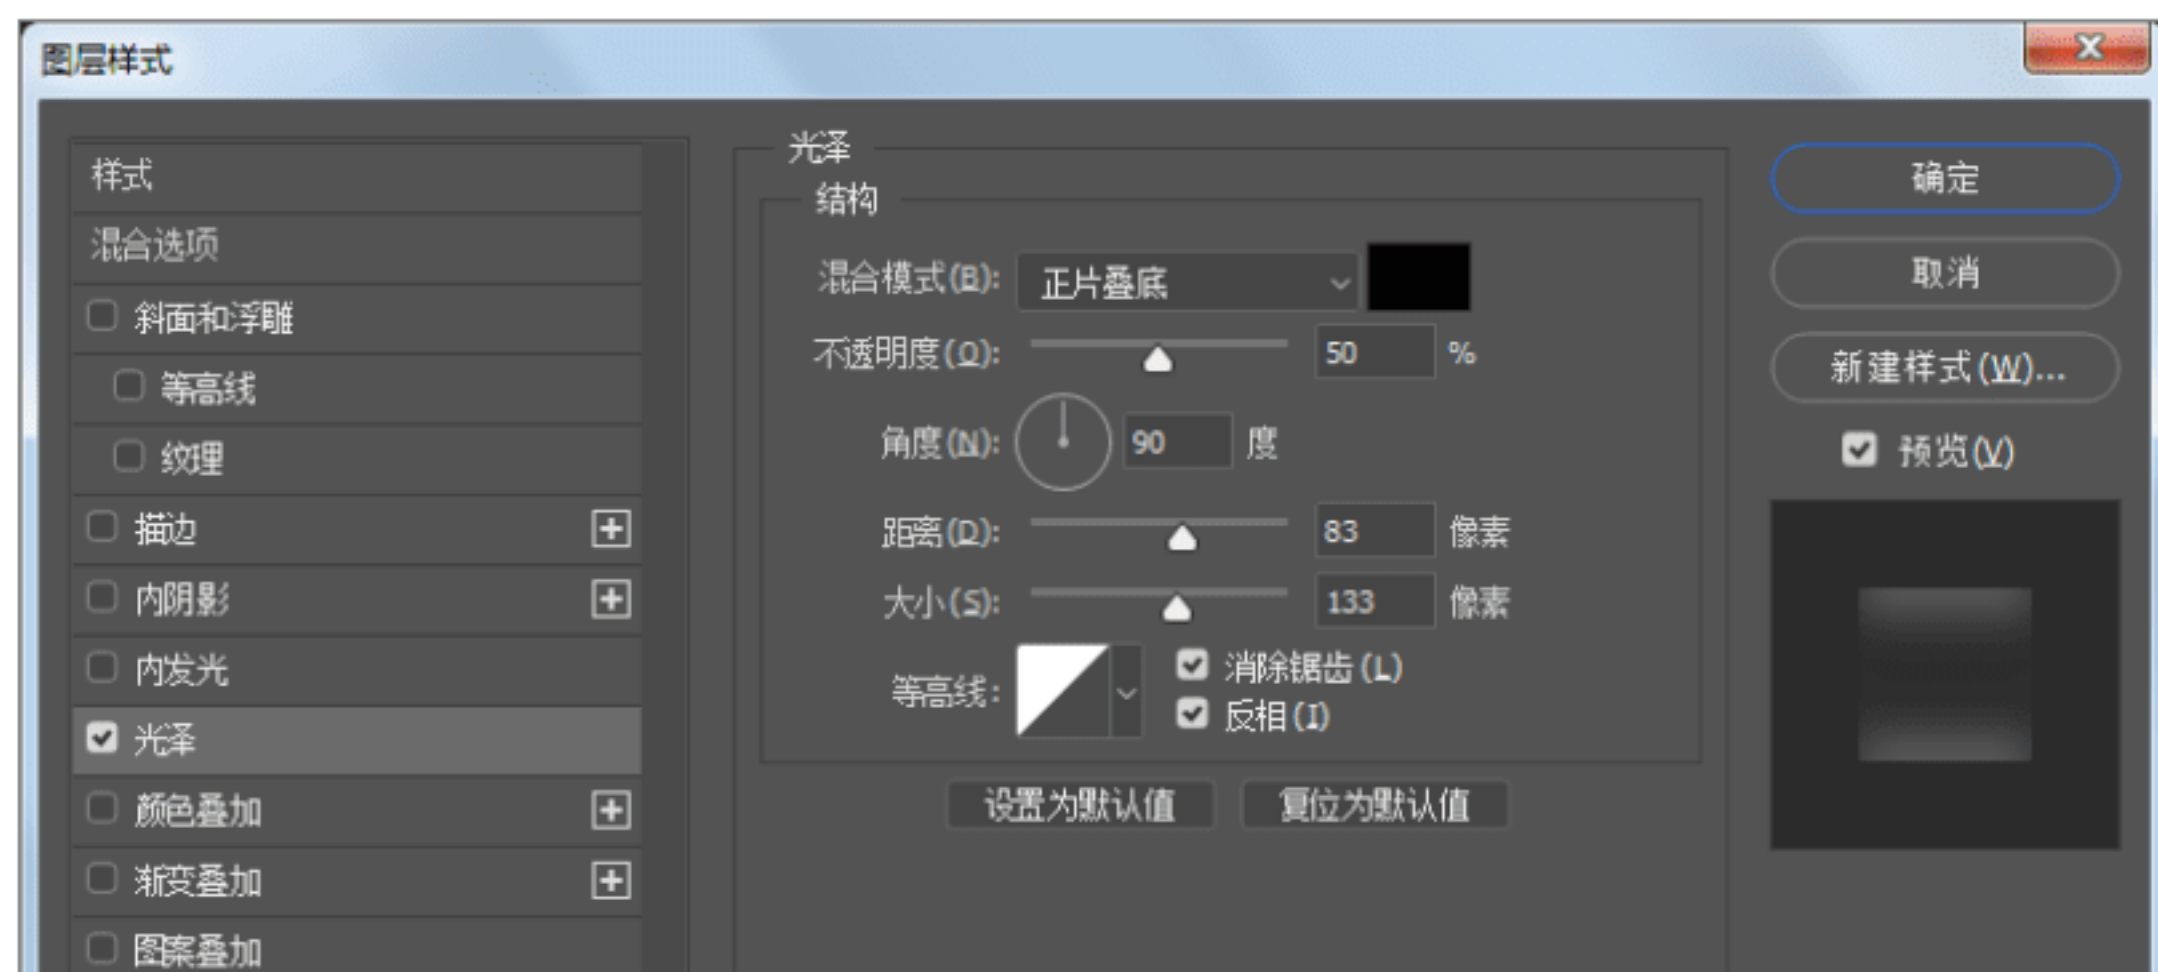 图层样式
样式
混合选项
斜面和浮雕
等高线
纹理
描边
内阴影
内发光
光泽
颜色叠加
渐变叠加
图案叠加
光泽
结构
混合模式(B): 正片叠底
不透明度(O): 50 %
角度(N): 90 度
距离(D): 83 像素
大小(S): 133 像素
等高线: 消除锯齿(L)
反相(I)
设置为默认值 复位为默认值
确定
取消
新建样式(W)...
预览(V)